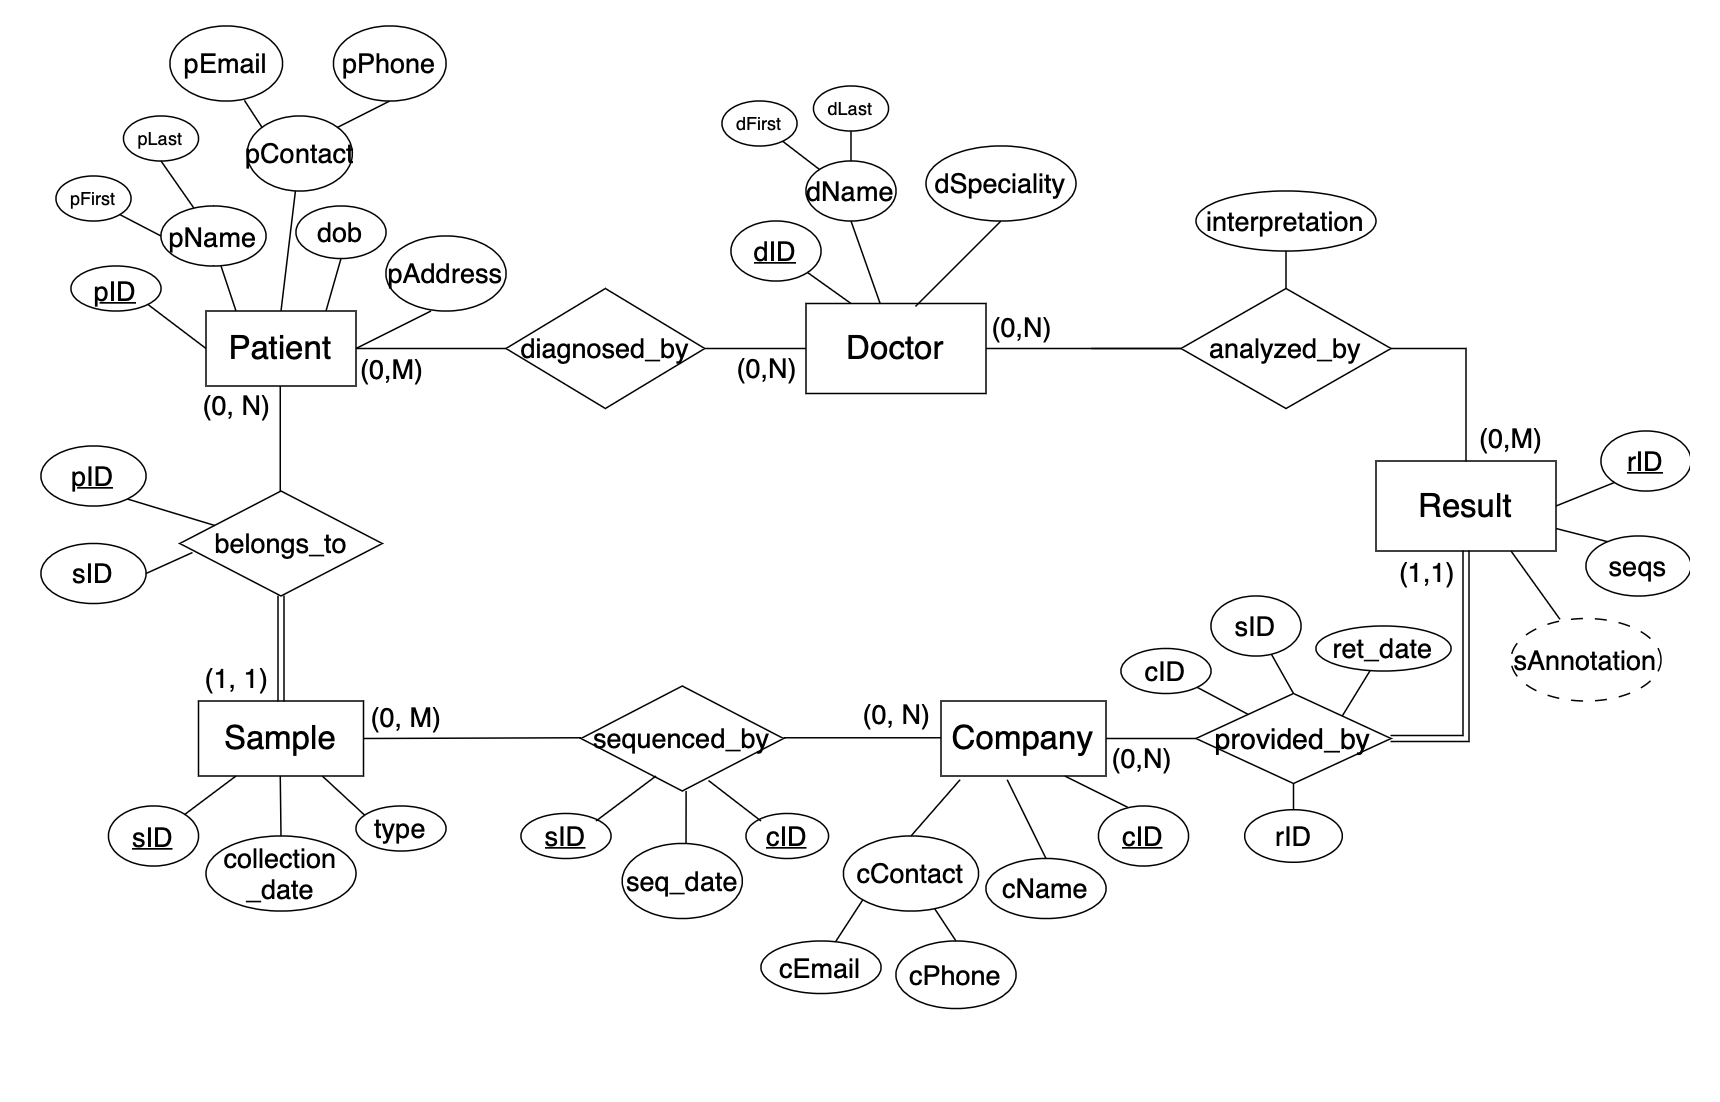 pEmail
pPhone
pContact
pLast
pFirst
pName
dob
pAddress
pID
Patient
(0,M)
(0, N)
diagnosed_by
(0,N)
dFirst
dLast
dName
dSpeciality
dID
Doctor
(0,N)
interpretation
analyzed_by
(0,M)
Result
rID
seqs
sAnnotation
(1,1)
pID
sID
belongs_to
(1, 1)
Sample
(0, M)
sID
collection
_date
type
sequenced_by
sID
seq_date
cID
(0, N)
Company
(0,N)
cContact
cName
cID
cEmail
cPhone
cID
sID
ret_date
provided_by
rID